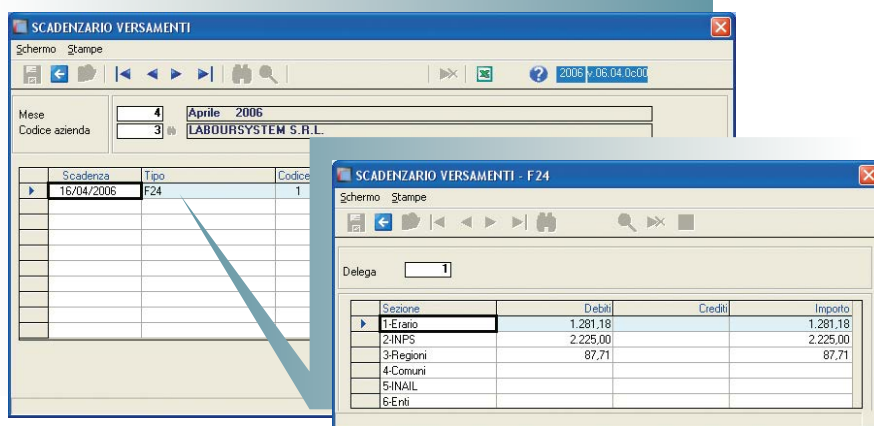 SCADENZARIO VERSAMENTI
Schermo Stampe
2006 v.06.04.0c00
Mese 4 Aprile 2006
Codice azienda 3 LABOURSYSTEM S.R.L.
Scadenza Tipo Codice
16/04/2006 F24 1
SCADENZARIO VERSAMENTI - F24
Schermo Stampe
Delega 1
Sezione Debiti Crediti Importo
1-Erario 1.281,18 1.281,18
2-INPS 2.225,00 2.225,00
3-Regioni 87,71 87,71
4-Comuni
5-INAIL
6-Enti